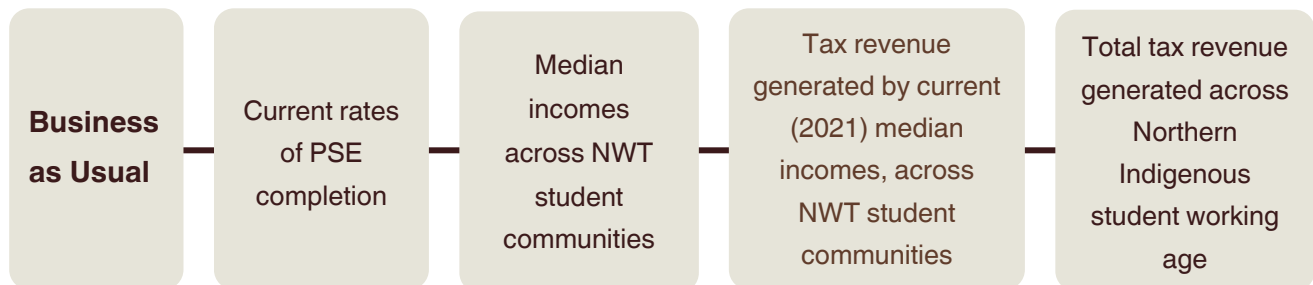 Business
as Usual
Current rates
of PSE
completion
Median
incomes
across NWT
student
communities
Tax revenue
generated by current
(2021) median
incomes, across
NWT student
communities
Total tax revenue
generated across
Northern
Indigenous
student working
age